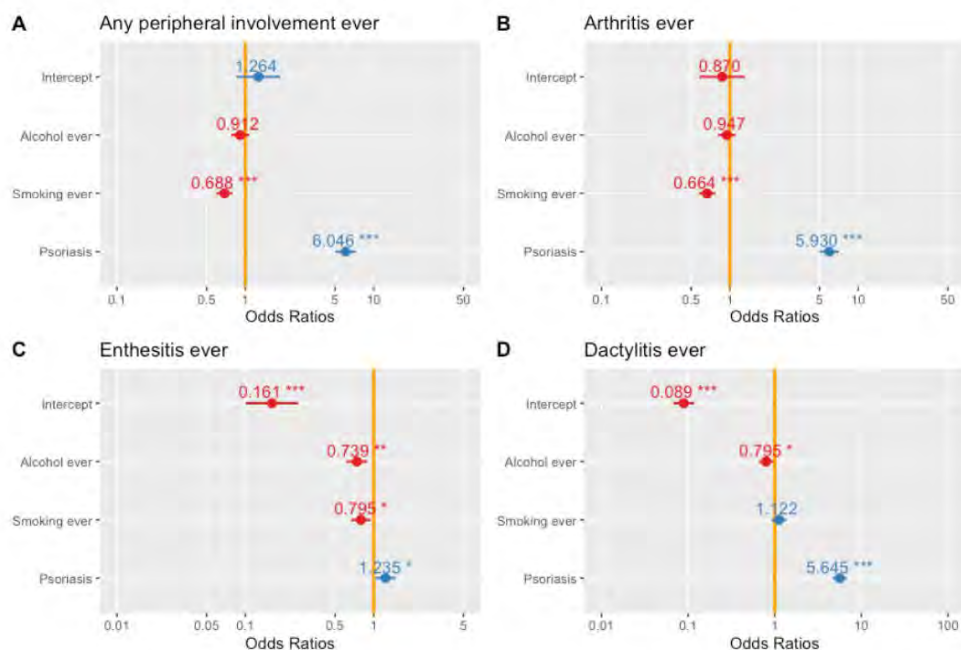 A Any peripheral involvement ever
Intercept 1.264
Alcohol ever 0.912
Smoking ever 0.688 ***
Psoriasis 6.046 ***
0.1 0.5 1 5 10 50
Odds Ratios
B Arthritis ever
Intercept 0.870
Alcohol ever 0.947
Smoking ever 0.664 ***
Psoriasis 5.930 ***
0.1 0.5 1 5 10 50
Odds Ratios
C Enthesitis ever
Intercept 0.161 ***
Alcohol ever 0.739 **
Smoking ever 0.795 *
Psoriasis 1.235 *
0.01 0.05 0.1 0.5 1 5
Odds Ratios
D Dactylitis ever
Intercept 0.089 ***
Alcohol ever 0.795 *
Smoking ever 1.122
Psoriasis 5.645 ***
0.01 0.1 1 10 100
Odds Ratios